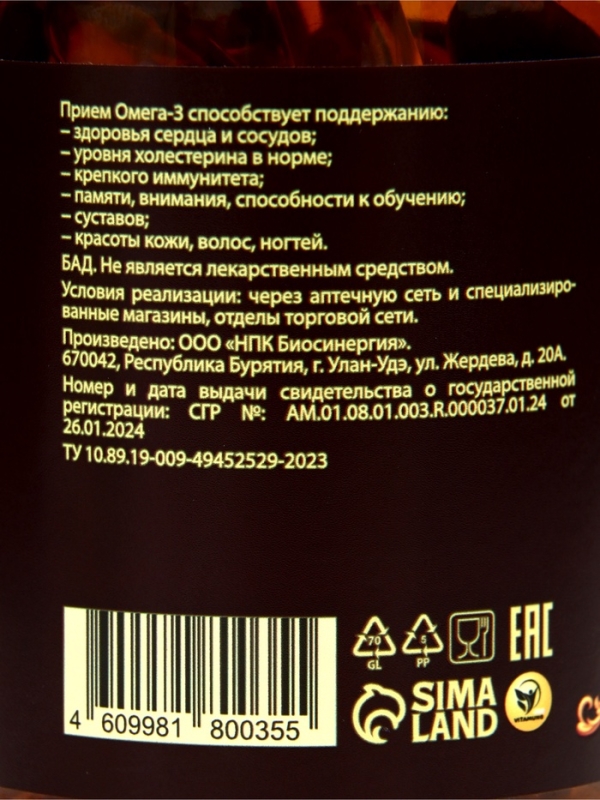 Прием Омега-3 способствует поддержанию:
– здоровья сердца и сосудов;
– уровня холестерина в норме;
– крепкого иммунитета;
– памяти, внимания, способности к обучению;
– суставов;
– красоты кожи, волос, ногтей.
БАД. Не является лекарственным средством.
Условия реализации: через аптечную сеть и специализиро-
ванные магазины, отделы торговой сети.
Произведено: ООО «НПК Биосинергия».
670042, Республика Бурятия, г. Улан-Удэ, ул. Жердева, д. 20А.
Номер и дата выдачи свидетельства о государственной
регистрации: СГР №: AM.01.08.01.003.R.000037.01.24 от
26.01.2024
ТУ 10.89.19-009-49452529-2023
70 5
GL PP
EAC
SIMA
LAND
VITAMUNO
4 609981 800355